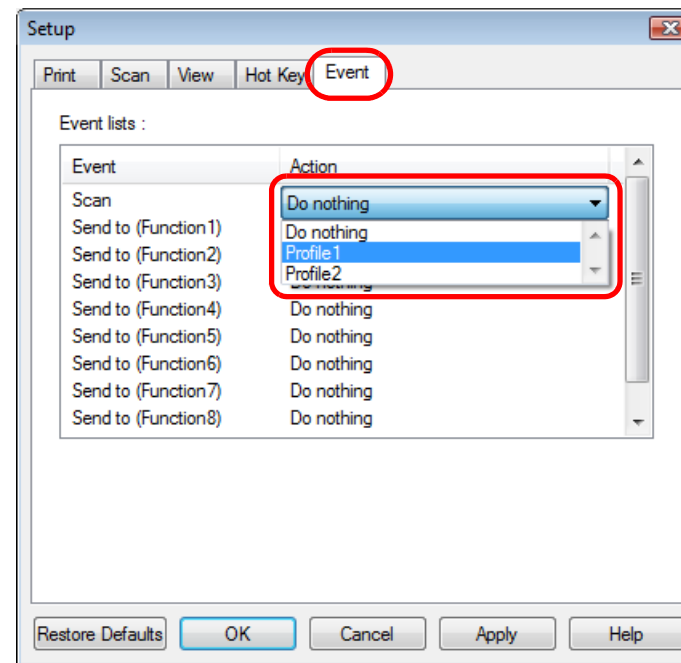 Setup
Print Scan View Hot Key Event
Event lists :
Event Action
Scan Do nothing
Send to (Function1) Do nothing
Send to (Function2) Profile1
Send to (Function3) Profile2
Send to (Function4) Do nothing
Send to (Function5) Do nothing
Send to (Function6) Do nothing
Send to (Function7) Do nothing
Send to (Function8) Do nothing
Restore Defaults OK Cancel Apply Help